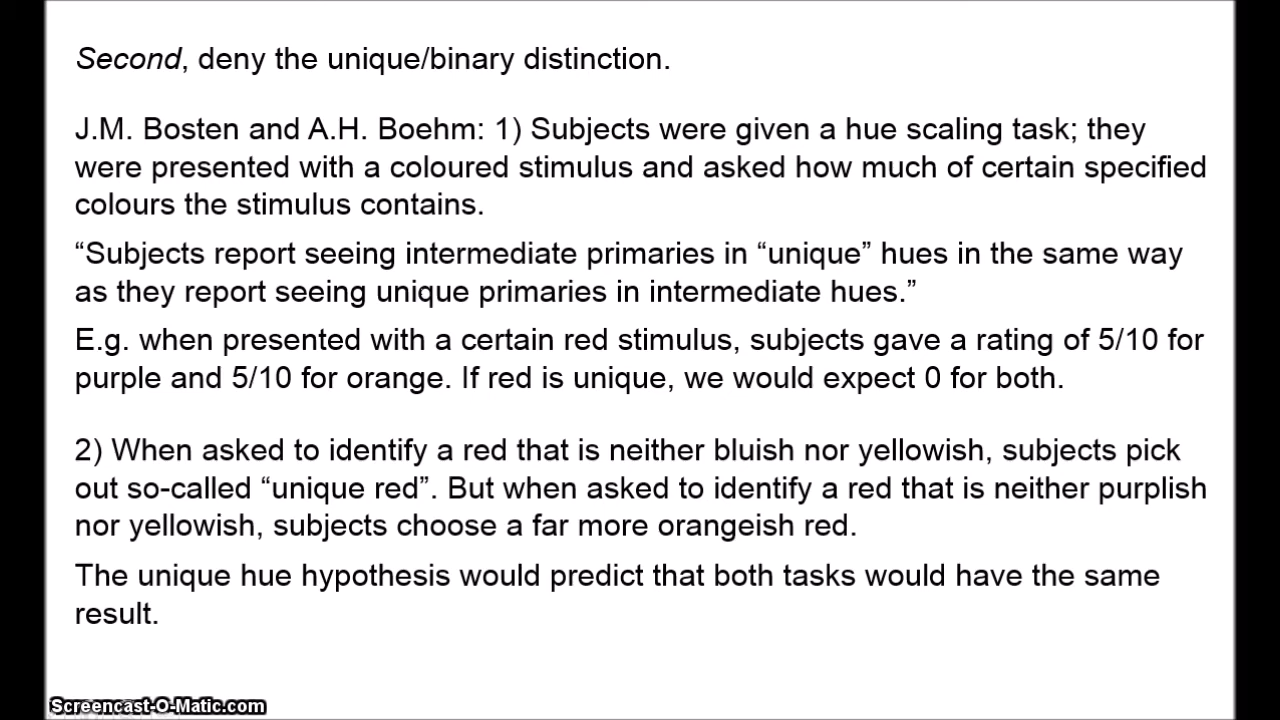 Second, deny the unique/binary distinction.
J.M. Bosten and A.H. Boehm: 1) Subjects were given a hue scaling task; they
were presented with a coloured stimulus and asked how much of certain specified
colours the stimulus contains.
“Subjects report seeing intermediate primaries in “unique” hues in the same way
as they report seeing unique primaries in intermediate hues.”
E.g. when presented with a certain red stimulus, subjects gave a rating of 5/10 for
purple and 5/10 for orange. If red is unique, we would expect 0 for both.
2) When asked to identify a red that is neither bluish nor yellowish, subjects pick
out so-called “unique red”. But when asked to identify a red that is neither purplish
nor yellowish, subjects choose a far more orangeish red.
The unique hue hypothesis would predict that both tasks would have the same
result.
Screencast-O-Matic.com